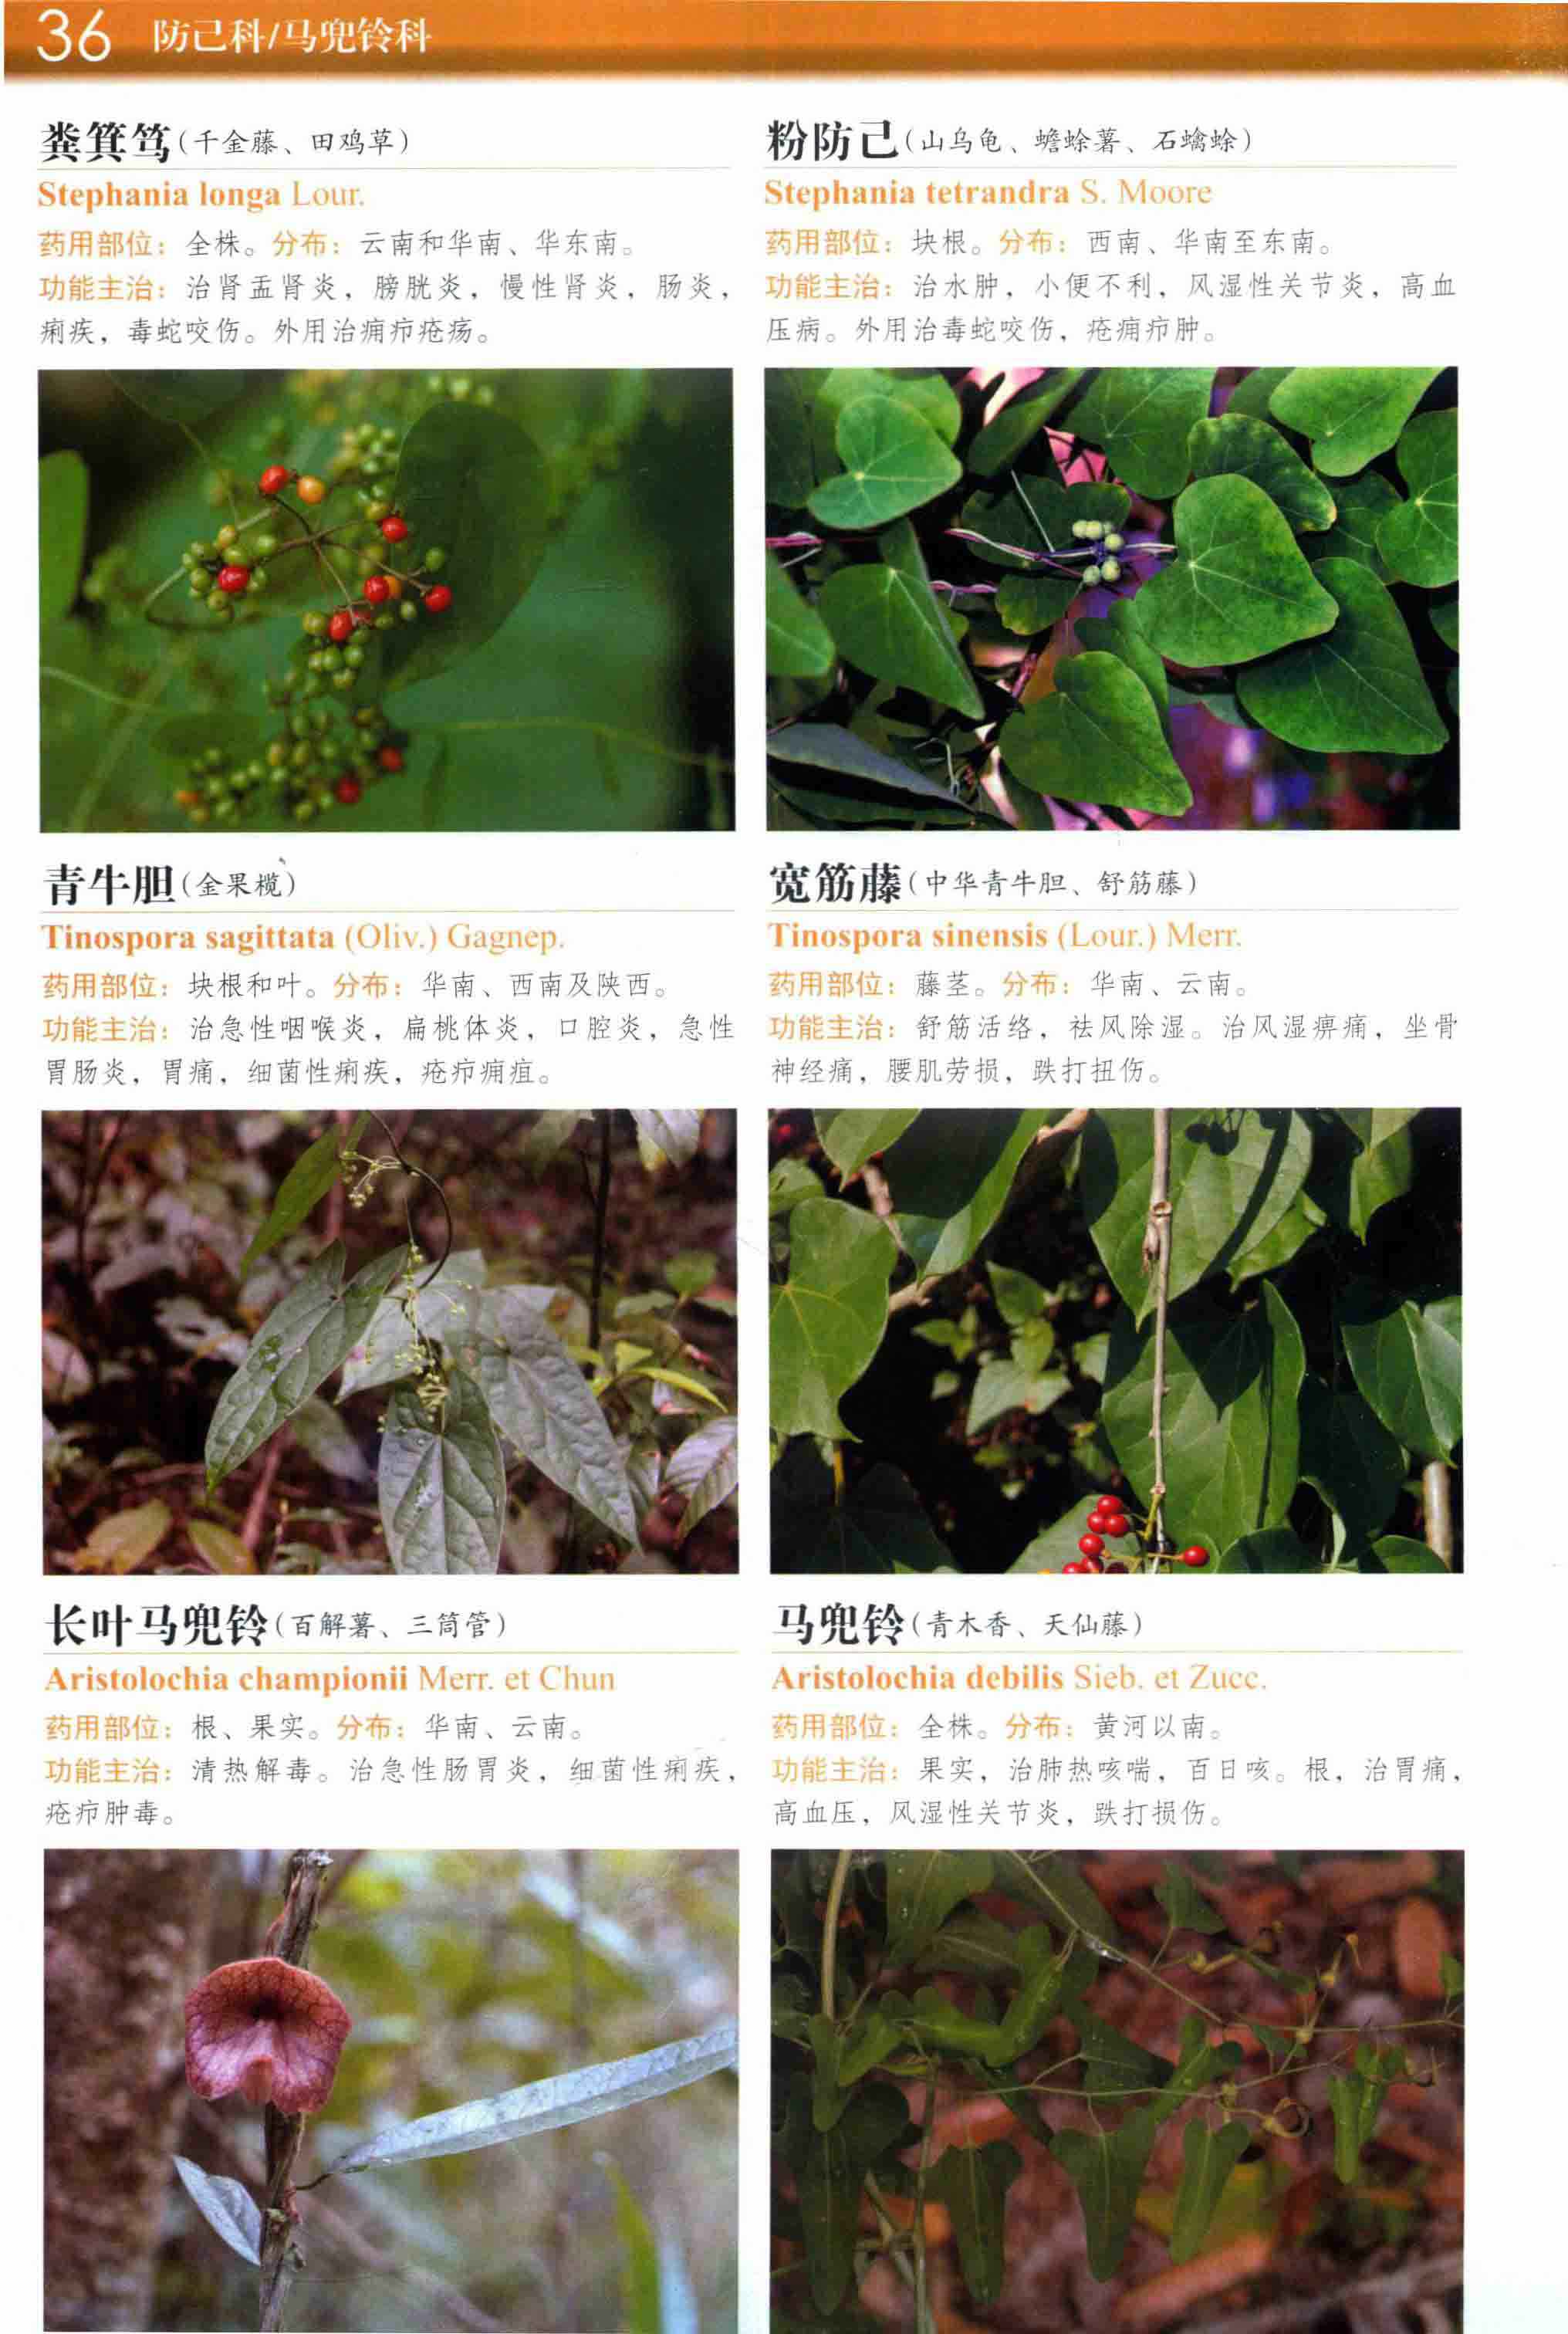 36 防己科/马兜铃科
粪箕笃(千金藤、田鸡草)
Stephania longa Lour.
药用部位：全株。分布：云南和华南、华东南。
功能主治：治肾盂肾炎，膀胱炎，慢性肾炎，肠炎，
痢疾，毒蛇咬伤。外用治痈疖疮疡。
粉防己(山乌龟、蟾蜍薯、石蟾蜍)
Stephania tetrandra S. Moore
药用部位：块根。分布：西南、华南至东南。
功能主治：治水肿，小便不利，风湿性关节炎，高血
压病。外用治毒蛇咬伤，疮痈疖肿。
青牛胆(金果榄)
Tinospora sagittata (Oliv.) Gagnep.
药用部位：块根和叶。分布：华南、西南及陕西。
功能主治：治急性咽喉炎，扁桃体炎，口腔炎，急性
胃肠炎，胃痛，细菌性痢疾，疮疖痈疽。
宽筋藤(中华青牛胆、舒筋藤)
Tinospora sinensis (Lour.) Merr.
药用部位：藤茎。分布：华南、云南。
功能主治：舒筋活络，祛风除湿。治风湿痹痛，坐骨
神经痛，腰肌劳损，跌打扭伤。
长叶马兜铃(百解薯、三筒管)
Aristolochia championii Merr. et Chun
药用部位：根、果实。分布：华南、云南。
功能主治：清热解毒。治急性肠胃炎，细菌性痢疾，
疮疖肿毒。
马兜铃(青木香、天仙藤)
Aristolochia debilis Sieb. et Zucc.
药用部位：全株。分布：黄河以南。
功能主治：果实，治肺热咳喘，百日咳。根，治胃痛，
高血压，风湿性关节炎，跌打损伤。